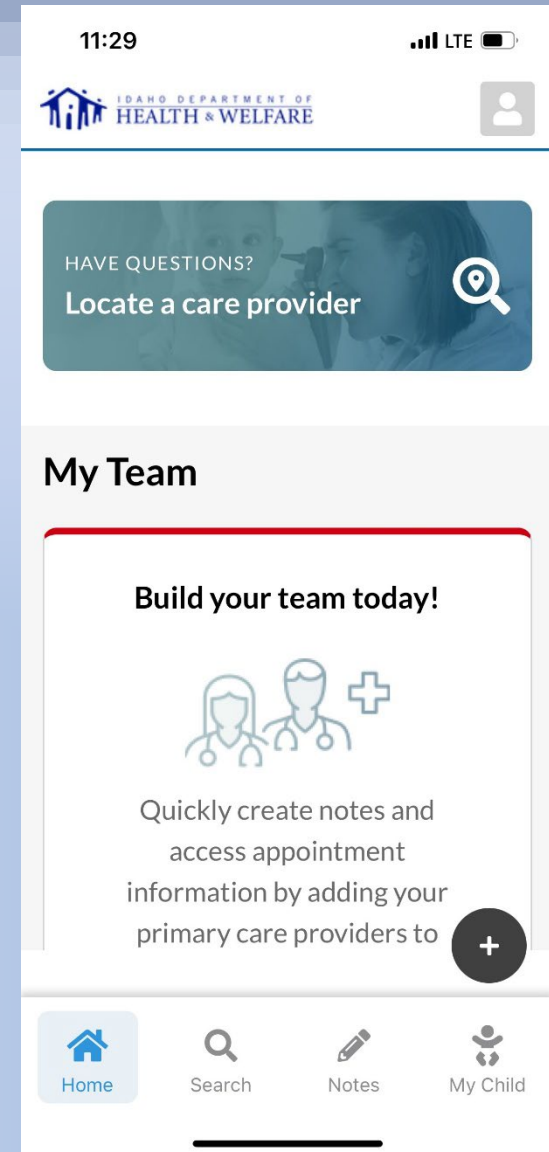 11:29
LTE
IDAHO DEPARTMENT OF
HEALTH & WELFARE
HAVE QUESTIONS?
Locate a care provider
My Team
Build your team today!
Quickly create notes and
access appointment
information by adding your
primary care providers to
+
Home
Search
Notes
My Child